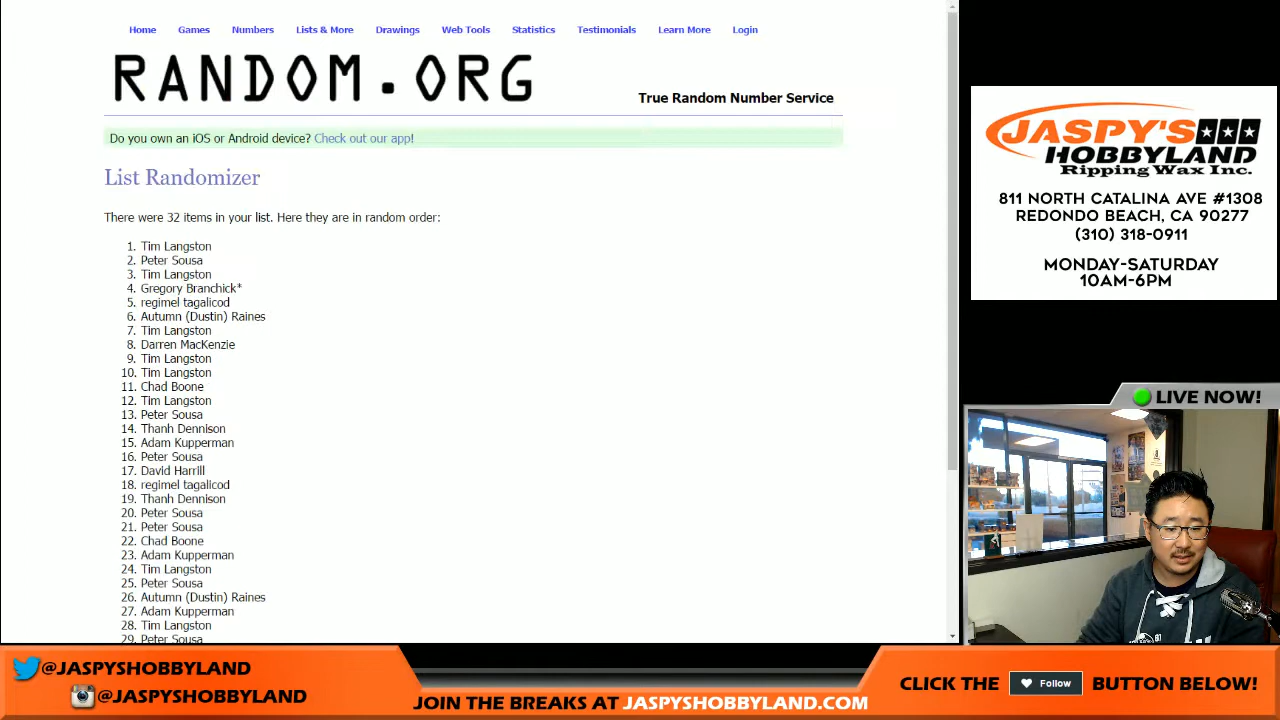 Home Games Numbers Lists & More Drawings Web Tools Statistics Testimonials Learn More Login
RANDOM.ORG
True Random Number Service
Do you own an iOS or Android device? Check out our app!
List Randomizer
There were 32 items in your list. Here they are in random order:
1. Tim Langston
2. Peter Sousa
3. Tim Langston
4. Gregory Branchick*
5. regimel tagalicod
6. Autumn (Dustin) Raines
7. Tim Langston
8. Darren MacKenzie
9. Tim Langston
10. Tim Langston
11. Chad Boone
12. Tim Langston
13. Peter Sousa
14. Thanh Dennison
15. Adam Kupperman
16. Peter Sousa
17. David Harrill
18. regimel tagalicod
19. Thanh Dennison
20. Peter Sousa
21. Peter Sousa
22. Chad Boone
23. Adam Kupperman
24. Tim Langston
25. Peter Sousa
26. Autumn (Dustin) Raines
27. Adam Kupperman
28. Tim Langston
29. Peter Sousa
JASPY'S
HOBBYLAND
Ripping Wax Inc.
811 NORTH CATALINA AVE #1308
REDONDO BEACH, CA 90277
(310) 318-0911
MONDAY-SATURDAY
10AM-6PM
LIVE NOW!
@JASPYSHOBBYLAND
@JASPYSHOBBYLAND
JOIN THE BREAKS AT JASPYSHOBBYLAND.COM
CLICK THE Follow BUTTON BELOW!